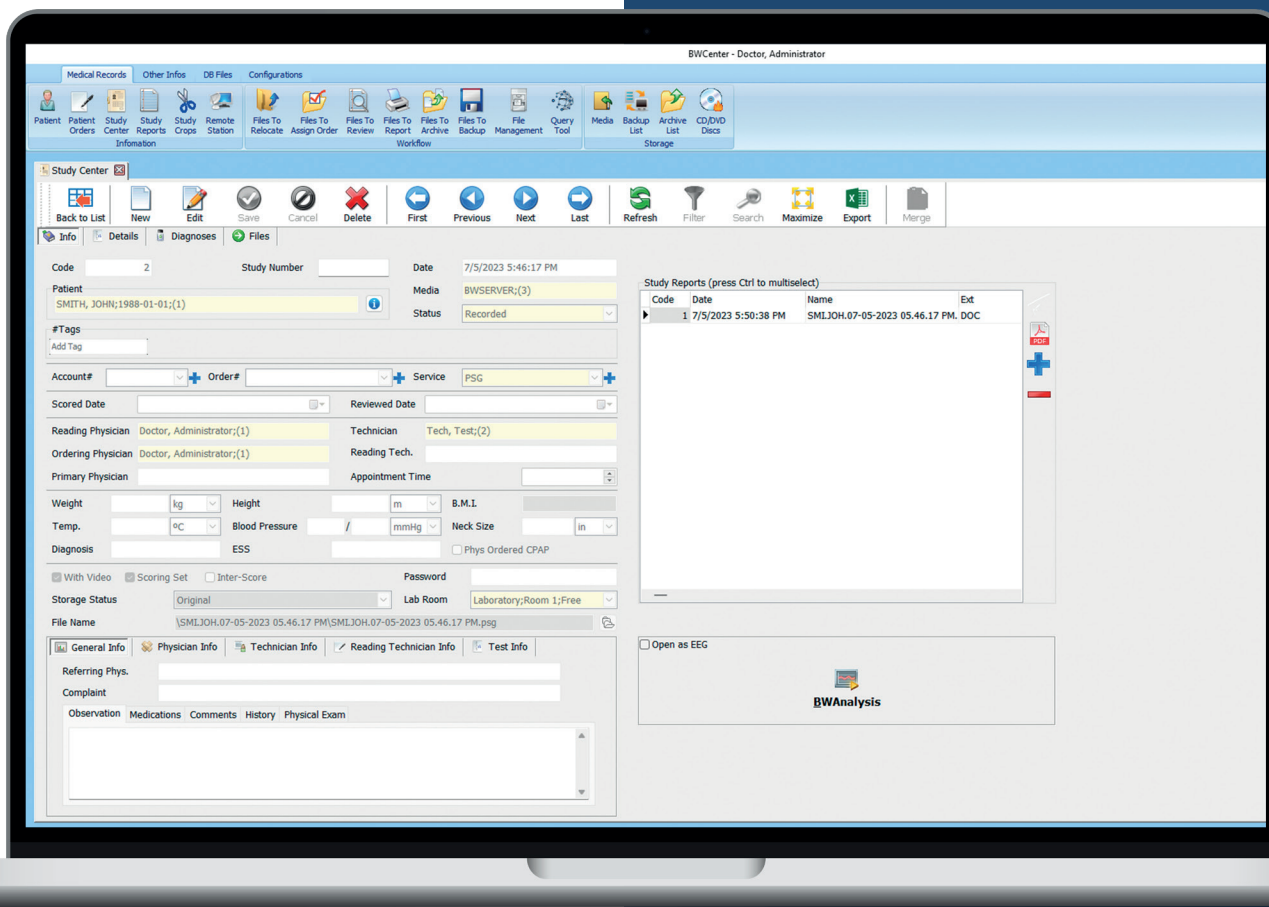 BWCenter - Doctor, Administrator
Medical Records Other Infos DB Files Configurations
Patient Patient Orders Study Center Study Reports Study Crops Remote Station Files To Relocate Files To Assign Order Files To Review Files To Report Files To Archive Files To Backup File Management Query Tool Media Backup List Archive List CD/DVD Discs
Infomation Workflow Storage
Study Center
Back to List New Edit Save Cancel Delete First Previous Next Last Refresh Filter Search Maximize Export Merge
Info Details Diagnoses Files
Code 2 Study Number Date 7/5/2023 5:46:17 PM
Patient Media BWSERVER;(3)
SMITH, JOHN;1988-01-01;(1)
Status Recorded
#Tags
Add Tag
Account# Order# Service PSG
Scored Date Reviewed Date
Reading Physician Doctor, Administrator;(1) Technician Tech, Test;(2)
Ordering Physician Doctor, Administrator;(1) Reading Tech.
Primary Physician Appointment Time
Weight kg Height m B.M.I.
Temp. ºC Blood Pressure / mmHg Neck Size in
Diagnosis ESS Phys Ordered CPAP
With Video Scoring Set Inter-Score Password
Storage Status Original Lab Room Laboratory;Room 1;Free
File Name \SMIJOH.07-05-2023 05.46.17 PM\SMIJOH.07-05-2023 05.46.17 PM.psg
General Info Physician Info Technician Info Reading Technician Info Test Info
Referring Phys.
Complaint
Observation Medications Comments History Physical Exam
Study Reports (press Ctrl to multiselect)
Code Date Name Ext
1 7/5/2023 5:50:38 PM SMIJOH.07-05-2023 05.46.17 PM. DOC
PDF
Open as EEG
BWAnalysis